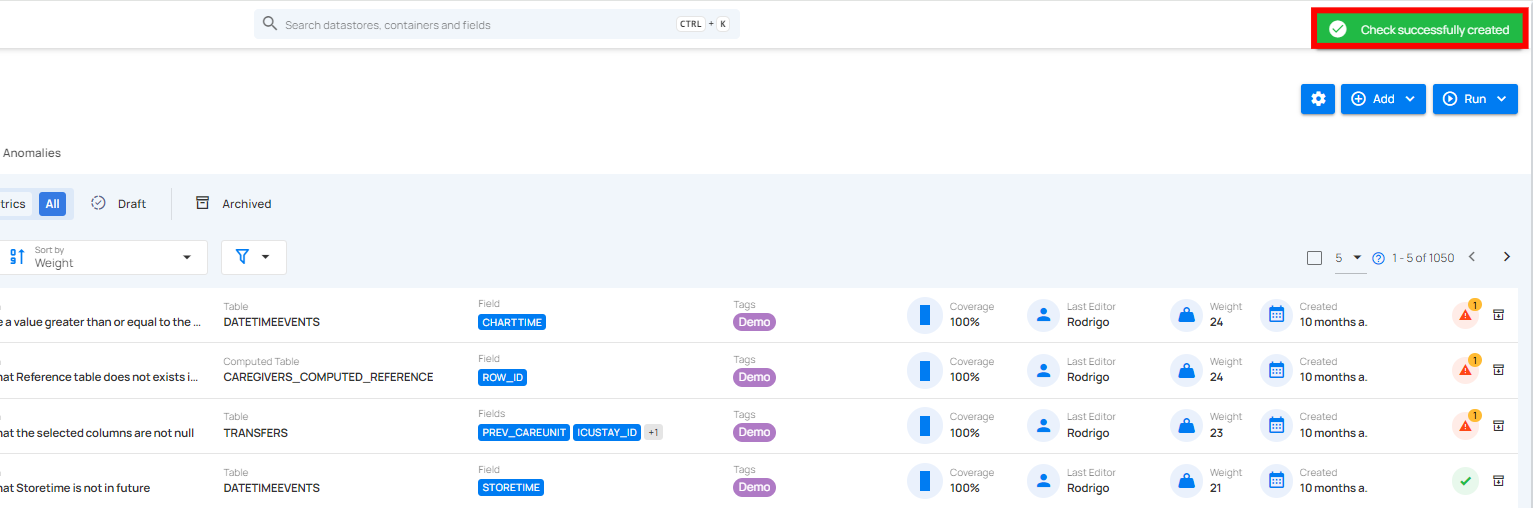 Search datastores, containers and fields CTRL + K
Check successfully created
Add Run
Anomalies
trics All Draft Archived
Sort by
Weight
5 1 - 5 of 1050
Table Field Tags Coverage Last Editor Weight Created 1
e a value greater than or equal to the ... DATETIMEEVENTS CHARTTIME Demo 100% Rodrigo 24 10 months a.
Computed Table Field Tags Coverage Last Editor Weight Created 1
hat Reference table does not exists i... CAREGIVERS_COMPUTED_REFERENCE ROW_ID Demo 100% Rodrigo 24 10 months a.
Table Fields Tags Coverage Last Editor Weight Created 1
hat the selected columns are not null TRANSFERS PREV_CAREUNIT ICUSTAY_ID +1 Demo 100% Rodrigo 23 10 months a.
Table Field Tags Coverage Last Editor Weight Created
hat Storetime is not in future DATETIMEEVENTS STORETIME Demo 100% Rodrigo 21 10 months a.